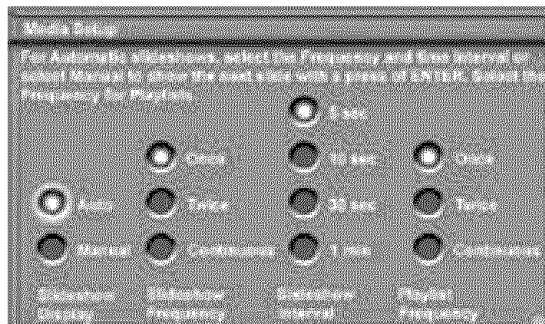 Media Setup
For Automatic slideshows, select the Frequency and time interval or
select Manual to show the next slide with a press of ENTER. Select the
Frequency for Playlists.
5 sec
Once 10 sec Once
Auto Twice 30 sec Twice
Manual Continuous 1 min Continuous
Slideshow Slideshow Slideshow Playlist
Display Frequency Interval Frequency